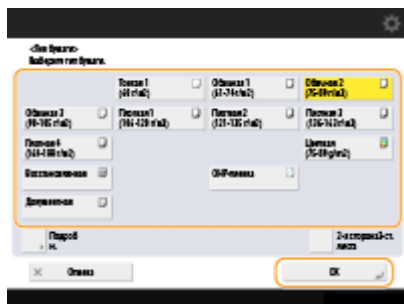 <Тип бумаги>
Выберите тип бумаги.
Тонкая 1
(60 г/м2)
Обычная 1
(61-74 г/м2)
Обычная 2
(75-89 г/м2)
Обычная 3
(90-105 г/м2)
Плотная 1
(106-120 г/м2)
Плотная 2
(121-135 г/м2)
Плотная 3
(136-163 г/м2)
Плотная 4
(164-180 г/м2)
Цветная
(75-89 g/m2)
Восстановленная
OHP-пленка
Документная
Подроб
н.
2-я сторона 2-ст.
листа
Отмена
OK